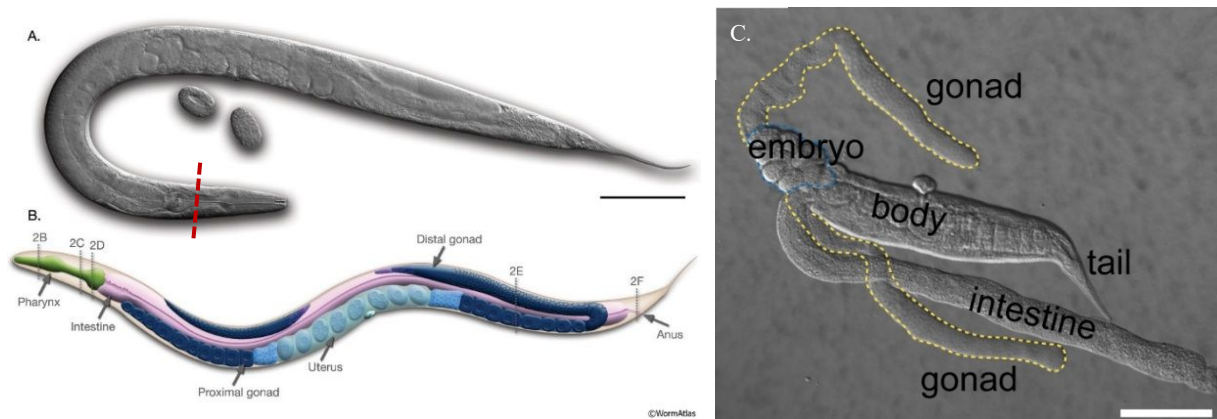 A.
B.
2B
2C
2D
Pharynx
Intestine
Proximal gonad
Uterus
Distal gonad
2E
2F
Anus
©WormAtlas
C.
gonad
embryo
body
tail
intestine
gonad